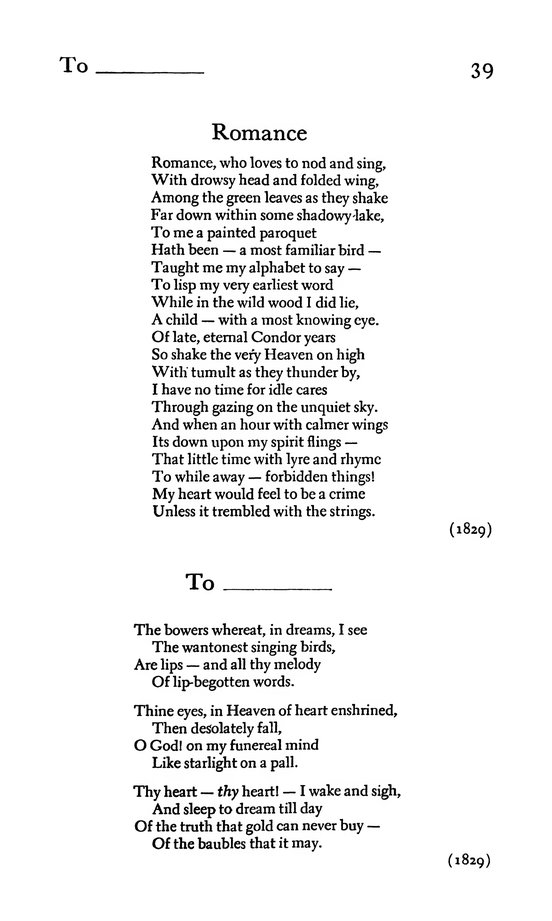 To ________ 39
Romance
Romance, who loves to nod and sing,
With drowsy head and folded wing,
Among the green leaves as they shake
Far down within some shadowy lake,
To me a painted paroquet
Hath been — a most familiar bird —
Taught me my alphabet to say —
To lisp my very earliest word
While in the wild wood I did lie,
A child — with a most knowing eye.
Of late, eternal Condor years
So shake the very Heaven on high
With tumult as they thunder by,
I have no time for idle cares
Through gazing on the unquiet sky.
And when an hour with calmer wings
Its down upon my spirit flings —
That little time with lyre and rhyme
To while away — forbidden things!
My heart would feel to be a crime
Unless it trembled with the strings.
(1829)
To ________
The bowers whereat, in dreams, I see
The wantonest singing birds,
Are lips — and all thy melody
Of lip-begotten words.
Thine eyes, in Heaven of heart enshrined,
Then desolately fall,
O God! on my funereal mind
Like starlight on a pall.
Thy heart — thy heart! — I wake and sigh,
And sleep to dream till day
Of the truth that gold can never buy —
Of the baubles that it may.
(1829)